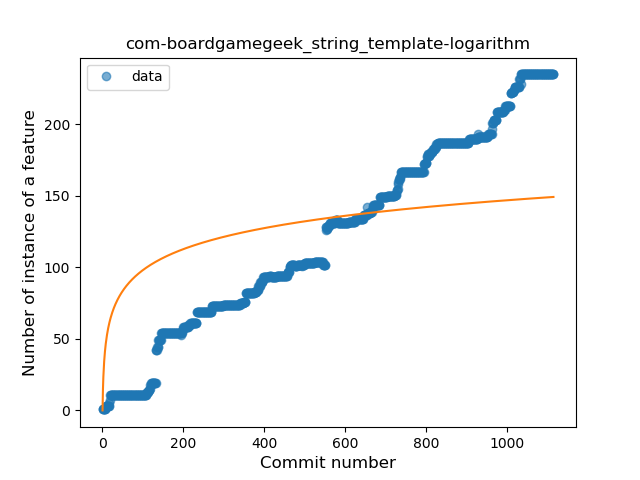 com-boardgamegeek_string_template-logarithm
data
Number of instance of a feature
200
150
100
50
0
0 200 400 600 800 1000
Commit number